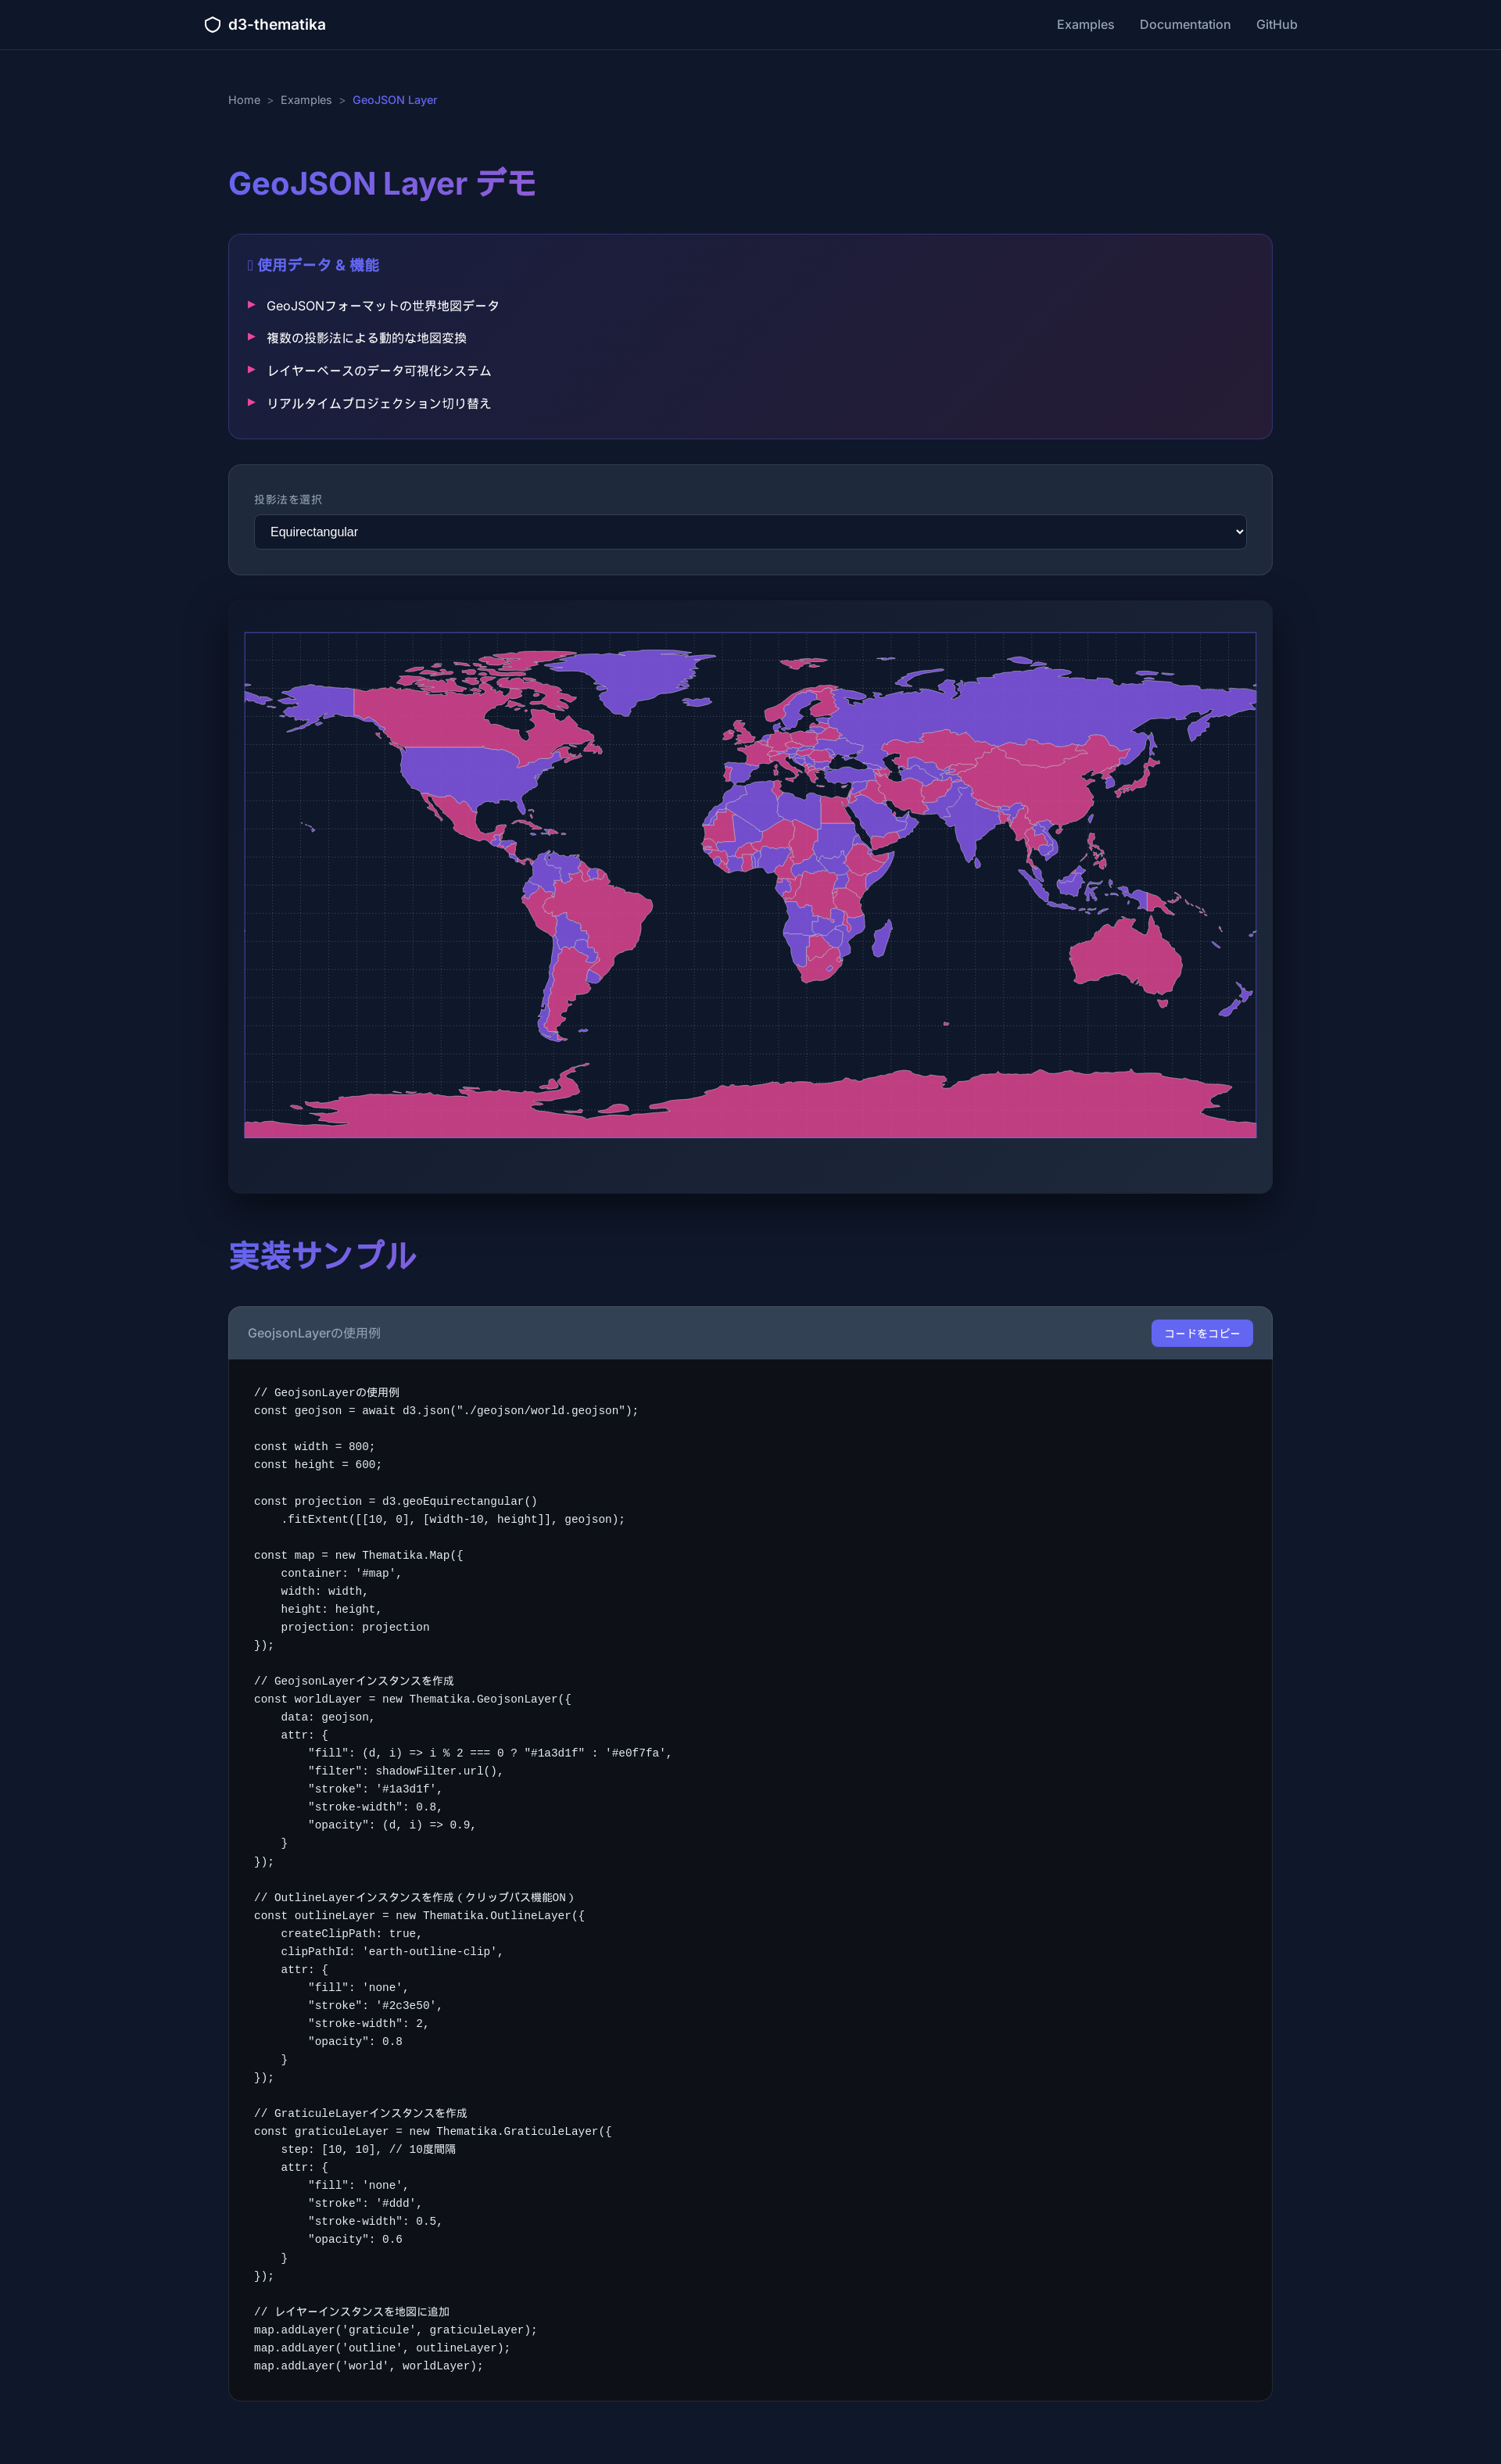 d3-thematika
Examples Documentation GitHub
Home > Examples > GeoJSON Layer
GeoJSON Layer デモ
使用データ & 機能
▶ GeoJSONフォーマットの世界地図データ
▶ 複数の投影法による動的な地図変換
▶ レイヤーベースのデータ可視化システム
▶ リアルタイムプロジェクション切り替え
投影法を選択
Equirectangular
実装サンプル
GeojsonLayerの使用例
コードをコピー
// GeojsonLayerの使用例
const geojson = await d3.json("./geojson/world.geojson");
const width = 800;
const height = 600;
const projection = d3.geoEquirectangular()
    .fitExtent([[10, 0], [width-10, height]], geojson);
const map = new Thematika.Map({
    container: '#map',
    width: width,
    height: height,
    projection: projection
});
// GeojsonLayerインスタンスを作成
const worldLayer = new Thematika.GeojsonLayer({
    data: geojson,
    attr: {
        "fill": (d, i) => i % 2 === 0 ? "#1a3d1f" : '#e0f7fa',
        "filter": shadowFilter.url(),
        "stroke": '#1a3d1f',
        "stroke-width": 0.8,
        "opacity": (d, i) => 0.9,
    }
});
// OutlineLayerインスタンスを作成（クリップパス機能ON）
const outlineLayer = new Thematika.OutlineLayer({
    createClipPath: true,
    clipPathId: 'earth-outline-clip',
    attr: {
        "fill": 'none',
        "stroke": '#2c3e50',
        "stroke-width": 2,
        "opacity": 0.8
    }
});
// GraticuleLayerインスタンスを作成
const graticuleLayer = new Thematika.GraticuleLayer({
    step: [10, 10], // 10度間隔
    attr: {
        "fill": 'none',
        "stroke": '#ddd',
        "stroke-width": 0.5,
        "opacity": 0.6
    }
});
// レイヤーインスタンスを地図に追加
map.addLayer('graticule', graticuleLayer);
map.addLayer('outline', outlineLayer);
map.addLayer('world', worldLayer);